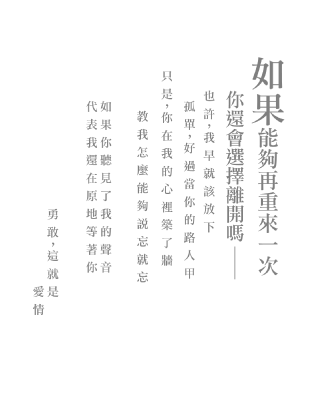 如果能夠再重來一次
你還會選擇離開嗎——
也許，我早就該放下
孤單，好過當你的路人甲
只是，你在我的心裡築了牆
教我怎麼能夠說忘就忘
如果你聽見了我的聲音
代表我還在原地等著你
勇敢，這就是
愛情